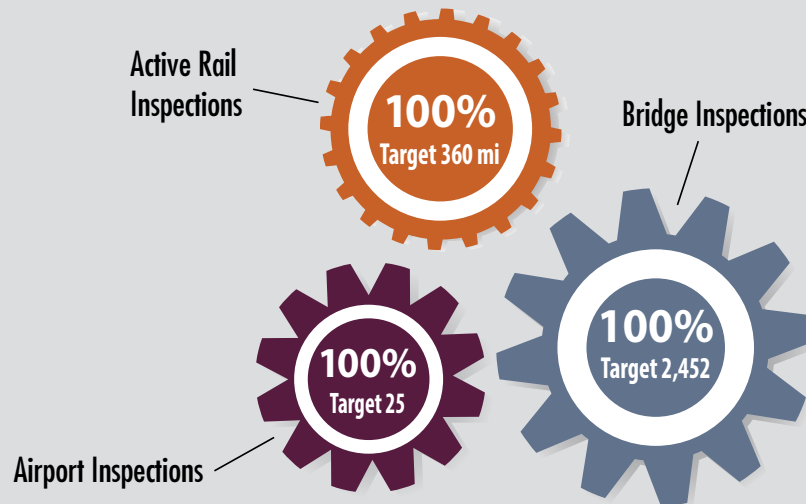 Active Rail
Inspections
100%
Target 360 mi
Bridge Inspections
100%
Target 2,452
100%
Target 25
Airport Inspections